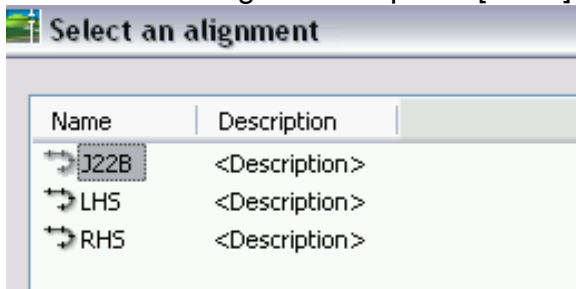 Select an alignment
Name Description
J22B <Description>
LHS <Description>
RHS <Description>